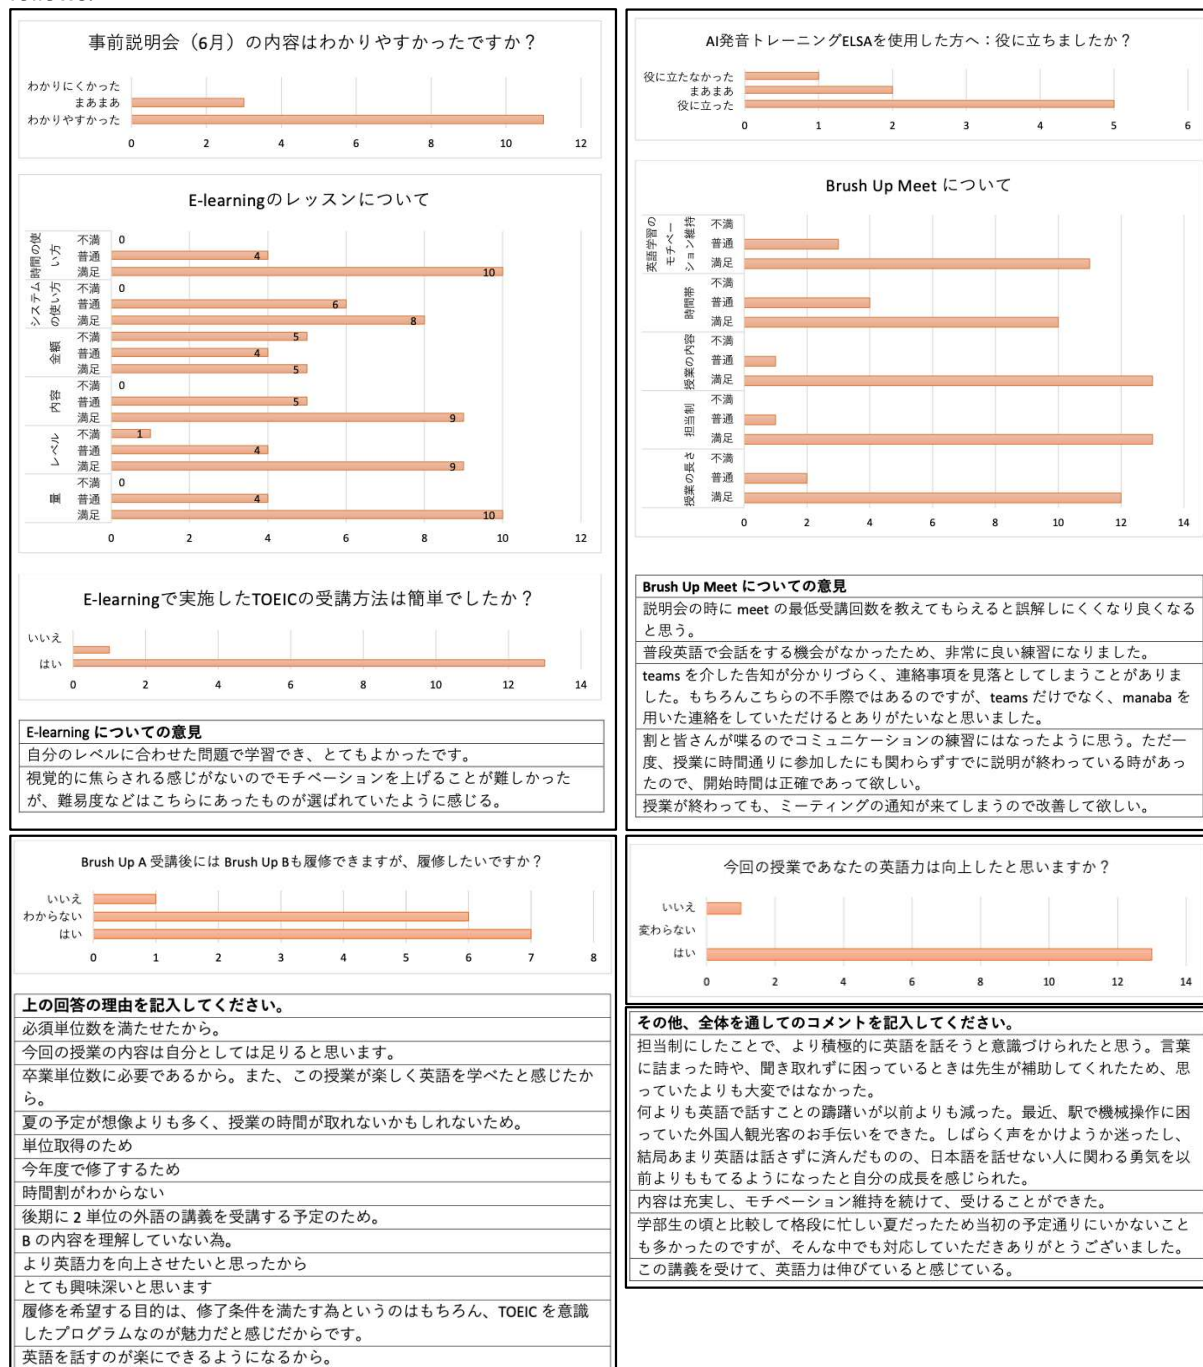 事前説明会（6月）の内容はわかりやすかったですか？
わかりにくかった
まあまあ
わかりやすかった
0 2 4 6 8 10 12
E-learningのレッスンについて
時間の使い方
不満 0
普通 4
満足 10
システムの使い方
不満 0
普通 6
満足 8
金額
不満 5
普通 4
満足 5
内容
不満 0
普通 5
満足 9
レベル
不満 1
普通 4
満足 9
量
不満 0
普通 4
満足 10
0 2 4 6 8 10 12
E-learningで実施したTOEICの受講方法は簡単でしたか？
いいえ
はい
0 2 4 6 8 10 12 14
E-learning についての意見
自分のレベルに合わせた問題で学習でき、とてもよかったです。
視覚的に焦らされる感じがないのでモチベーションを上げることが難しかった
が、難易度などはこちらにあったものが選ばれていたように感じる。
AI発音トレーニングELSAを使用した方へ：役に立ちましたか？
役に立たなかった
まあまあ
役に立った
0 1 2 3 4 5 6
Brush Up Meet について
英語学習のモチベーション維持
不満
普通
満足
時間帯
不満
普通
満足
授業の内容
不満
普通
満足
担当制
不満
普通
満足
授業の長さ
不満
普通
満足
0 2 4 6 8 10 12 14
Brush Up Meet についての意見
説明会の時に meet の最低受講回数を教えてもらえると誤解しにくくなり良くなる
と思う。
普段英語で会話をする機会がなかったため、非常に良い練習になりました。
teams を介した告知が分かりづらく、連絡事項を見落としてしまうことがありま
した。もちろんこちらの不手際ではあるのですが、teams だけでなく、manaba を
用いた連絡をしていただけるとありがたいなと思いました。
割と皆さんが喋るのでコミュニケーションの練習にはなったように思う。ただ一
度、授業に時間通りに参加したにも関わらずすでに説明が終わっている時があっ
たので、開始時間は正確であって欲しい。
授業が終わっても、ミーティングの通知が来てしまうので改善して欲しい。
Brush Up A 受講後には Brush Up Bも履修できますが、履修したいですか？
いいえ
わからない
はい
0 1 2 3 4 5 6 7 8
上の回答の理由を記入してください。
必須単位数を満たせたから。
今回の授業の内容は自分としては足りると思います。
卒業単位数に必要であるから。また、この授業が楽しく英語を学べたと感じたか
ら。
夏の予定が想像よりも多く、授業の時間が取れないかもしれないため。
単位取得のため
今年度で修了するため
時間割がわからない
後期に 2 単位の外語の講義を受講する予定のため。
B の内容を理解していない為。
より英語力を向上させたいと思ったから
とても興味深いと思います
履修を希望する目的は、修了条件を満たす為というのはもちろん、TOEIC を意識
したプログラムなのが魅力だと感じだからです。
英語を話すのが楽にできるようになるから。
今回の授業であなたの英語力は向上したと思いますか？
いいえ
変わらない
はい
0 2 4 6 8 10 12 14
その他、全体を通してのコメントを記入してください。
担当制にしたことで、より積極的に英語を話そうと意識づけられたと思う。言葉
に詰まった時や、聞き取れずに困っているときは先生が補助してくれたため、思
っていたよりも大変ではなかった。
何よりも英語で話すことの躊躇いが以前よりも減った。最近、駅で機械操作に困
っていた外国人観光客のお手伝いをできた。しばらく声をかけようか迷ったし、
結局あまり英語は話さずに済んだものの、日本語を話せない人に関わる勇気を以
前よりももてるようになったと自分の成長を感じられた。
内容は充実し、モチベーション維持を続けて、受けることができた。
学部生の頃と比較して格段に忙しい夏だったため当初の予定通りにいかないこと
も多かったのですが、そんな中でも対応していただきありがとうございました。
この講義を受けて、英語力は伸びていると感じている。